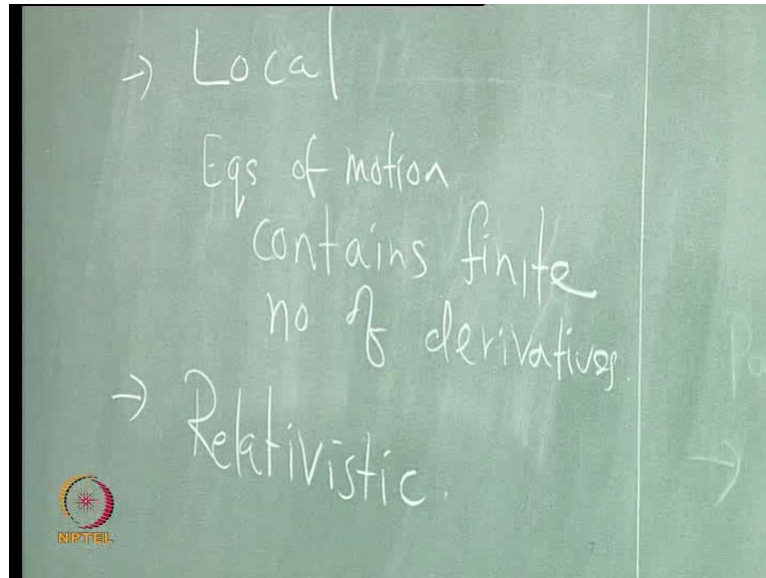 → Local
Eqs of motion
contains finite
no of derivatives.
→ Relativistic.
→
NPTEL